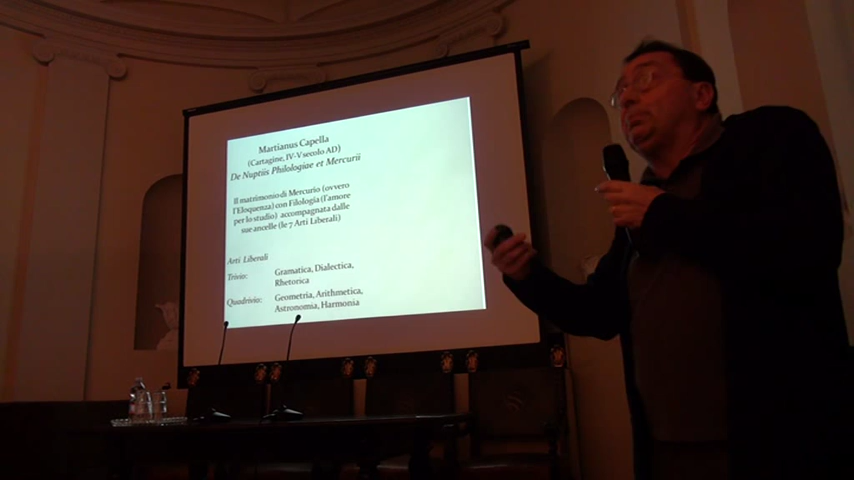 Martianus Capella
(Cartagine, IV-V secolo AD)
De Nuptiis Philologiae et Mercurii
Il matrimonio di Mercurio (ovvero
l'Eloquenza) con Filologia (l'amore
per lo studio) accompagnata dalle
sue ancelle (le 7 Arti Liberali)
Arti Liberali
Trivio: Gramatica, Dialectica,
Rhetorica
Quadrivio: Geometria, Arithmetica,
Astronomia, Harmonia